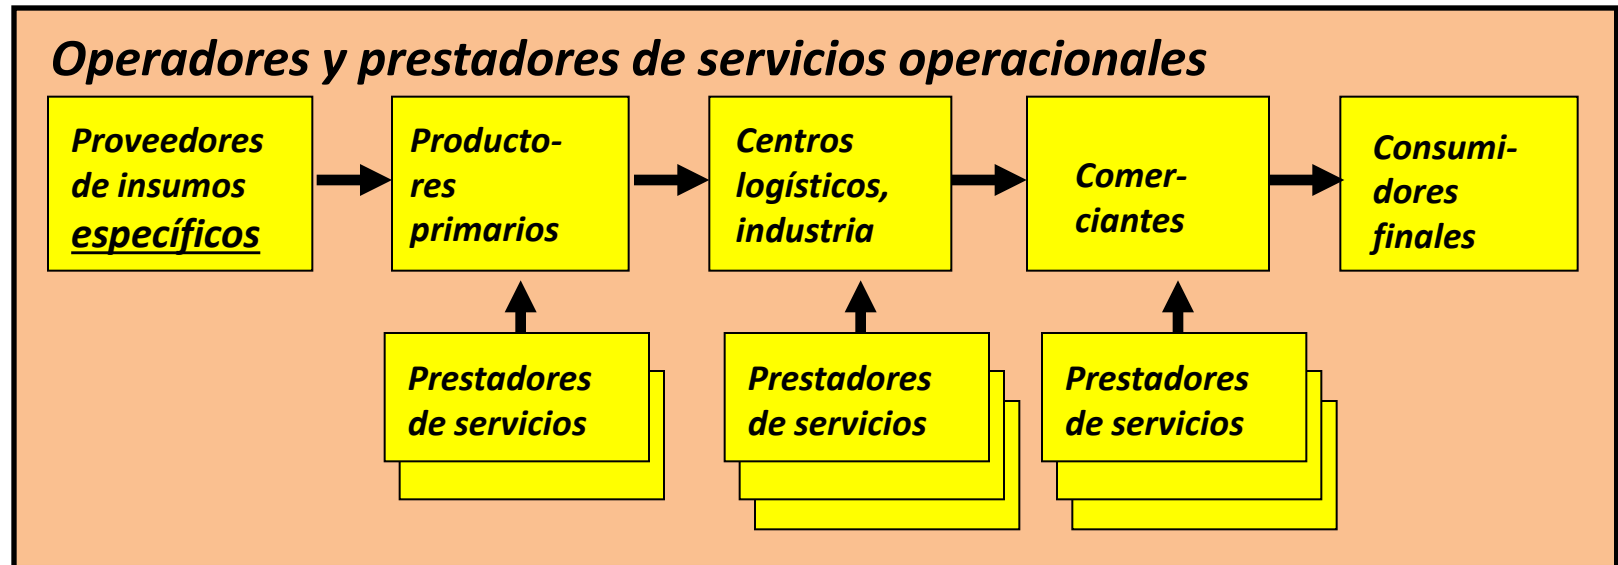 Operadores y prestadores de servicios operacionales
Proveedores
de insumos
específicos
Producto-
res
primarios
Centros
logísticos,
industria
Comer-
ciantes
Consumi-
dores
finales
Prestadores
de servicios
Prestadores
de servicios
Prestadores
de servicios